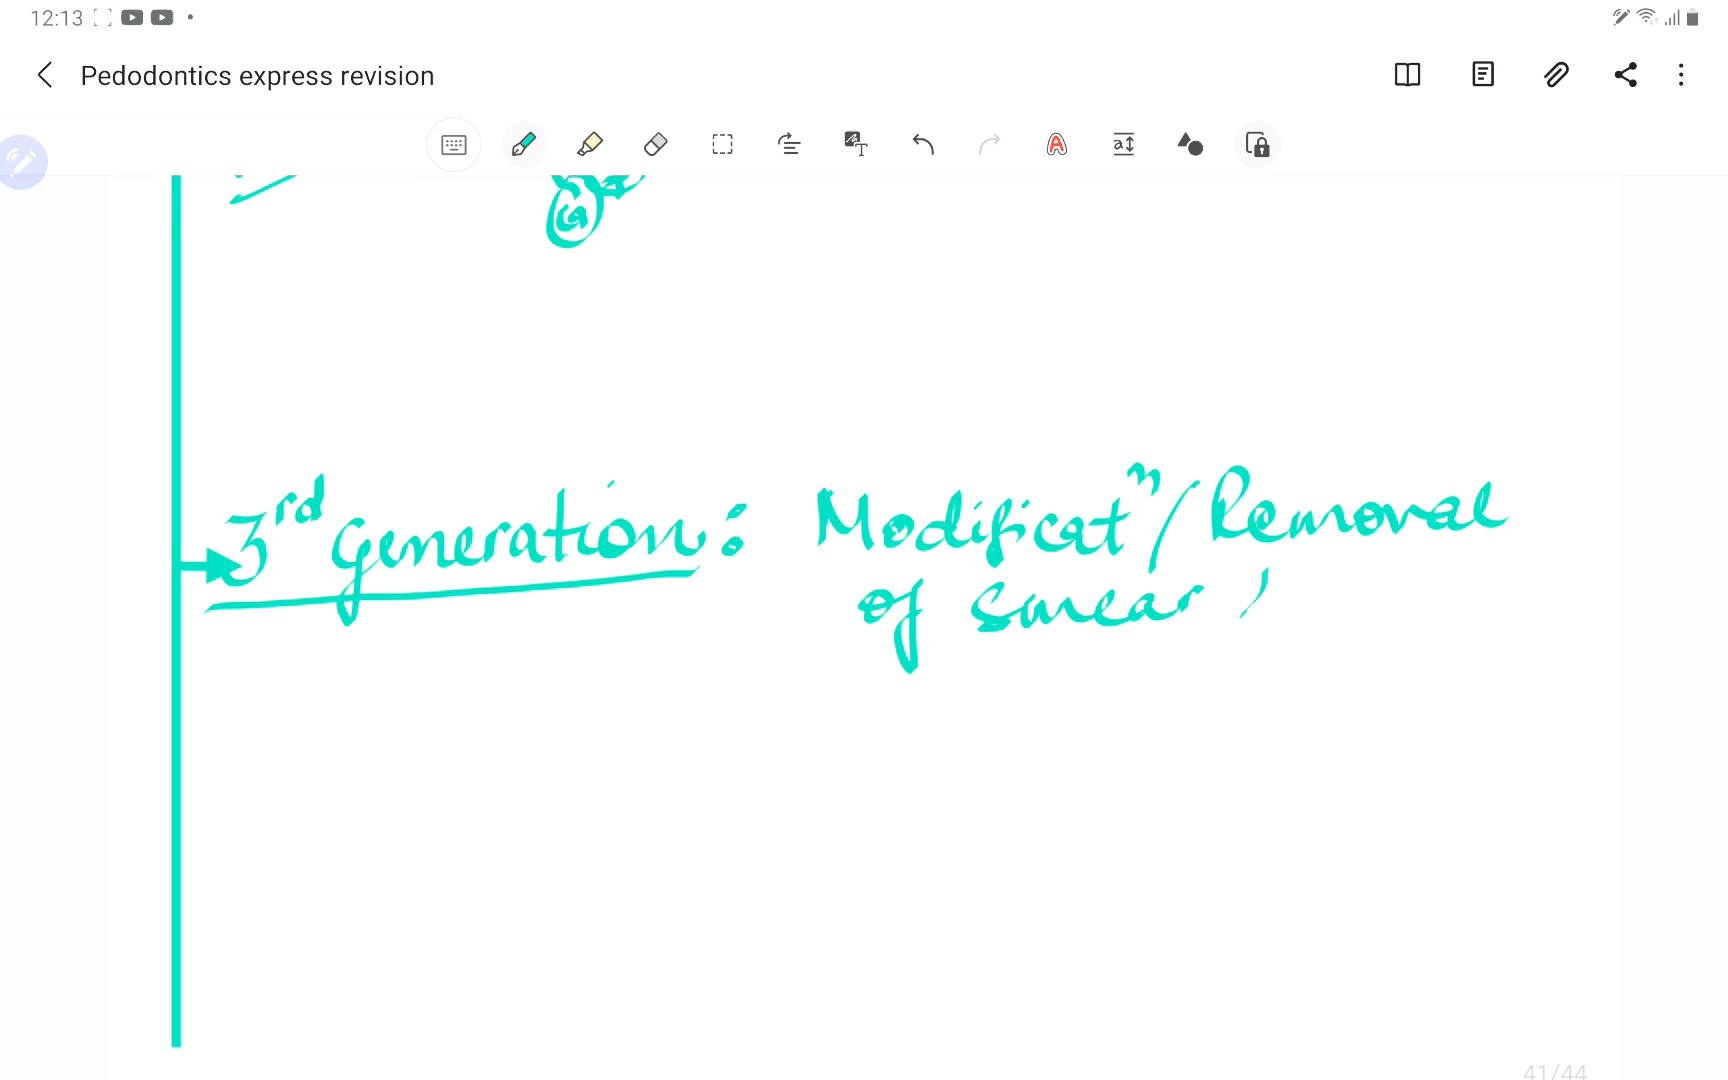 12:13
Pedodontics express revision
3rd generation: Modificatn/Removal
of smear
41/44